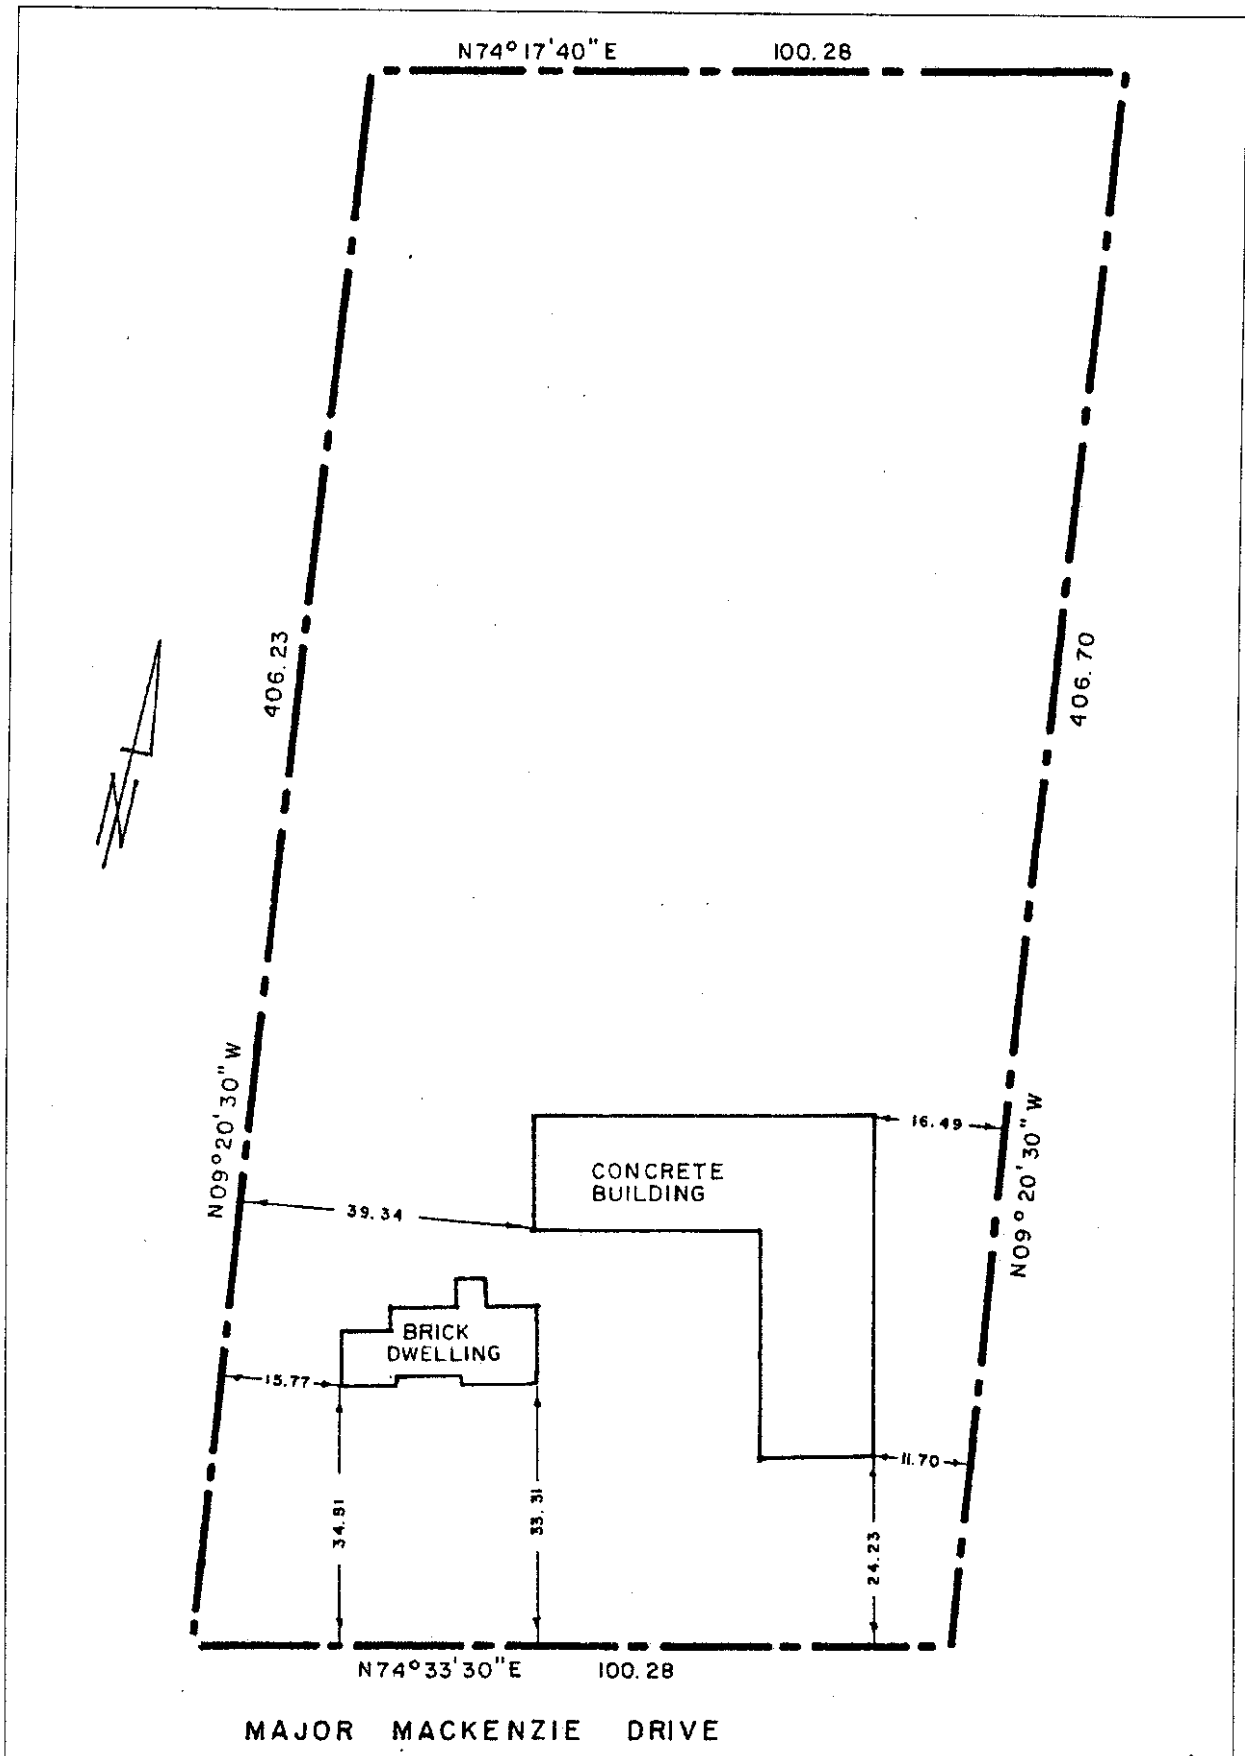 N74°17'40"E 100.28
406.23
406.70
N
N09°20'30"W
N09°20'30"W
16.49
CONCRETE
BUILDING
39.34
BRICK
DWELLING
15.77
11.70
34.81
33.31
24.23
N74°33'30"E 100.28
MAJOR MACKENZIE DRIVE